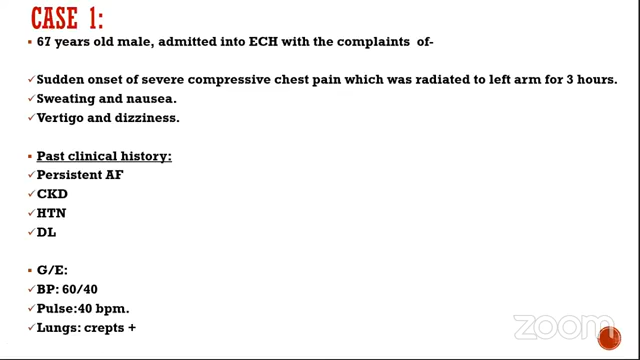 CASE 1:
▪ 67 years old male, admitted into ECH with the complaints of-
✓Sudden onset of severe compressive chest pain which was radiated to left arm for 3 hours.
✓Sweating and nausea.
✓Vertigo and dizziness.
▪ Past clinical history:
✓Persistent AF
✓CKD
✓HTN
✓DL
▪ G/E:
✓BP: 60/40
✓Pulse:40 bpm.
✓Lungs: crepts +
zoom